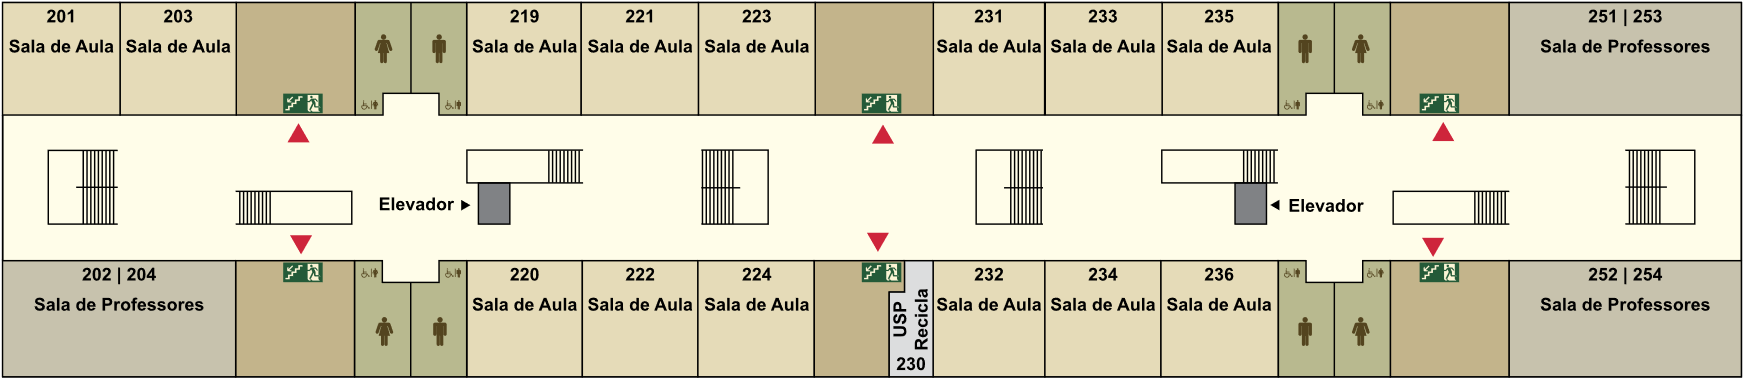 201
Sala de Aula
203
Sala de Aula
219
Sala de Aula
221
Sala de Aula
223
Sala de Aula
231
Sala de Aula
233
Sala de Aula
235
Sala de Aula
251 | 253
Sala de Professores
Elevador
Elevador
202 | 204
Sala de Professores
220
Sala de Aula
222
Sala de Aula
224
Sala de Aula
USP
Recicla
230
232
Sala de Aula
234
Sala de Aula
236
Sala de Aula
252 | 254
Sala de Professores